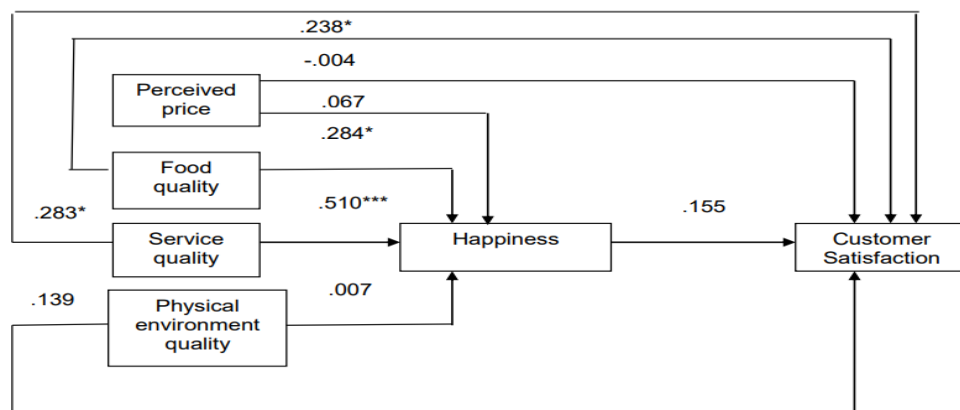 .238*
-.004
Perceived
price
.067
.284*
Food
quality
.283*
.510***
.155
Service
quality
Happiness
Customer
Satisfaction
.139
.007
Physical
environment
quality